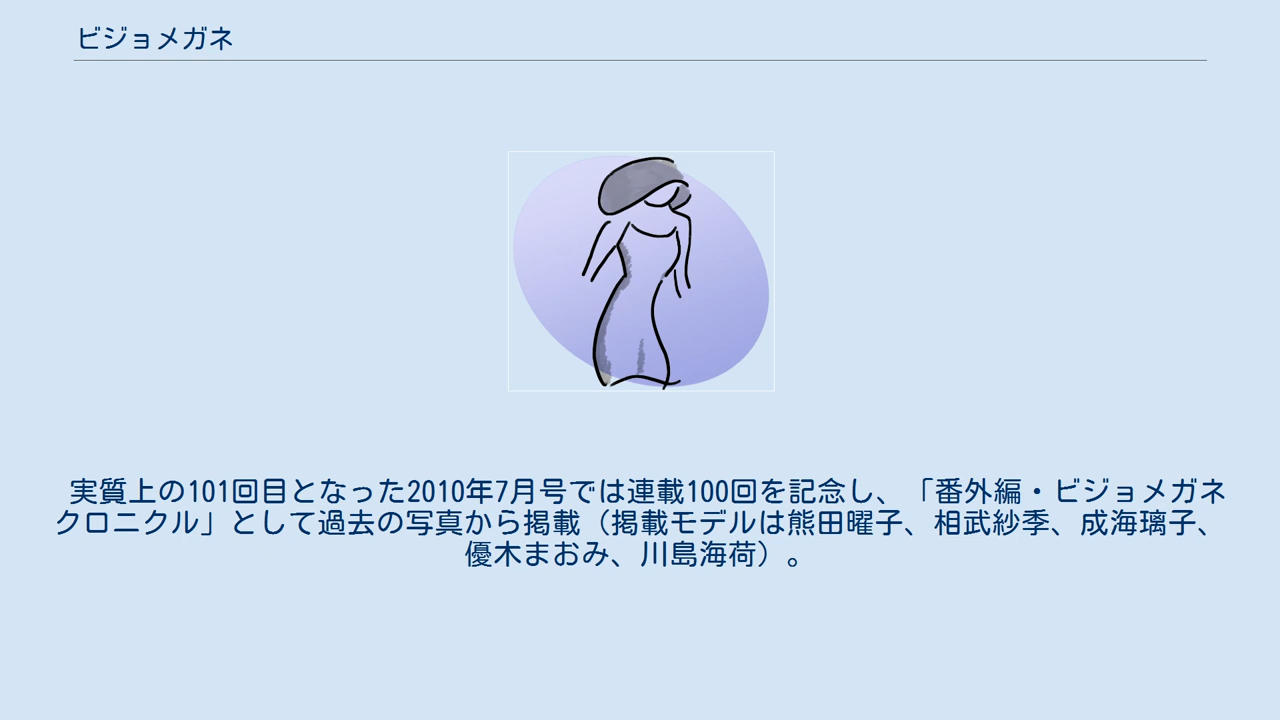 ビジョメガネ
実質上の101回目となった2010年7月号では連載100回を記念し、「番外編・ビジョメガネ
クロニクル」として過去の写真から掲載（掲載モデルは熊田曜子、相武紗季、成海璃子、
優木まおみ、川島海荷）。